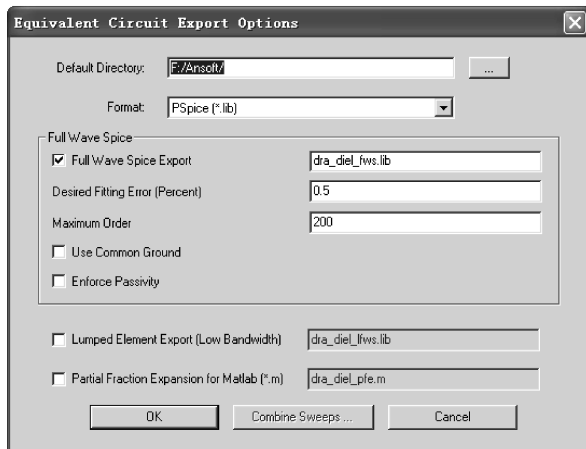 Equivalent Circuit Export Options
Default Directory: F:/Ansoft/ ...
Format: PSpice (*.lib)
Full Wave Spice
Full Wave Spice Export dra_diel_fws.lib
Desired Fitting Error (Percent) 0.5
Maximum Order 200
Use Common Ground
Enforce Passivity
Lumped Element Export (Low Bandwidth) dra_diel_lfws.lib
Partial Fraction Expansion for Matlab (*.m) dra_diel_pfe.m
OK Combine Sweeps ... Cancel